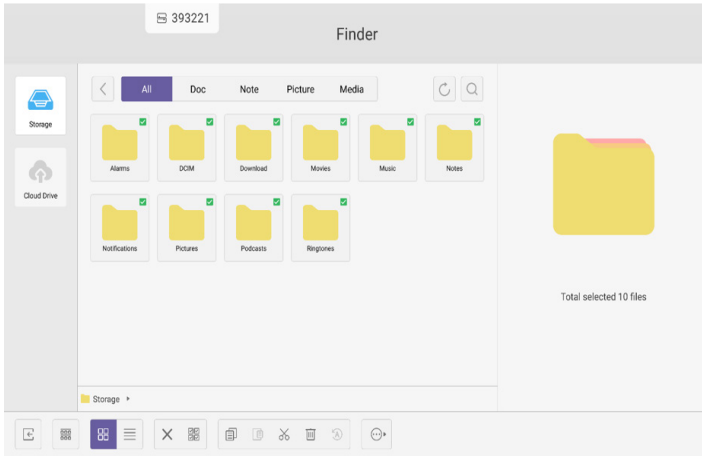 393221
Finder
All Doc Note Picture Media
Storage
Cloud Drive
Alarms DCIM Download Movies Music Notes
Notifications Pictures Podcasts Ringtones
Total selected 10 files
Storage